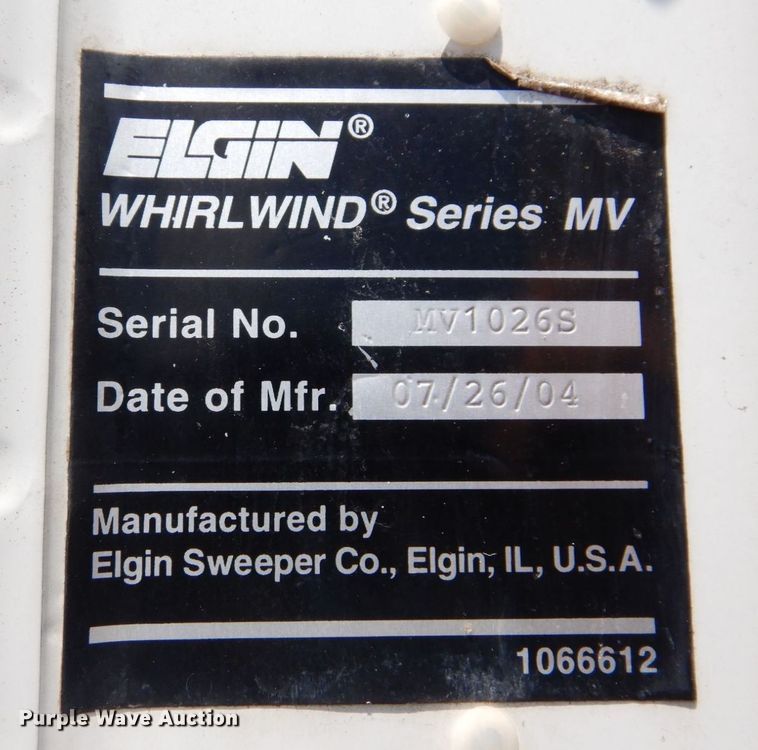 ELGIN®
WHIRLWIND® Series MV
Serial No. MV1026S
Date of Mfr. 07/26/04
Manufactured by
Elgin Sweeper Co., Elgin, IL, U.S.A.
1066612
Purple Wave Auction